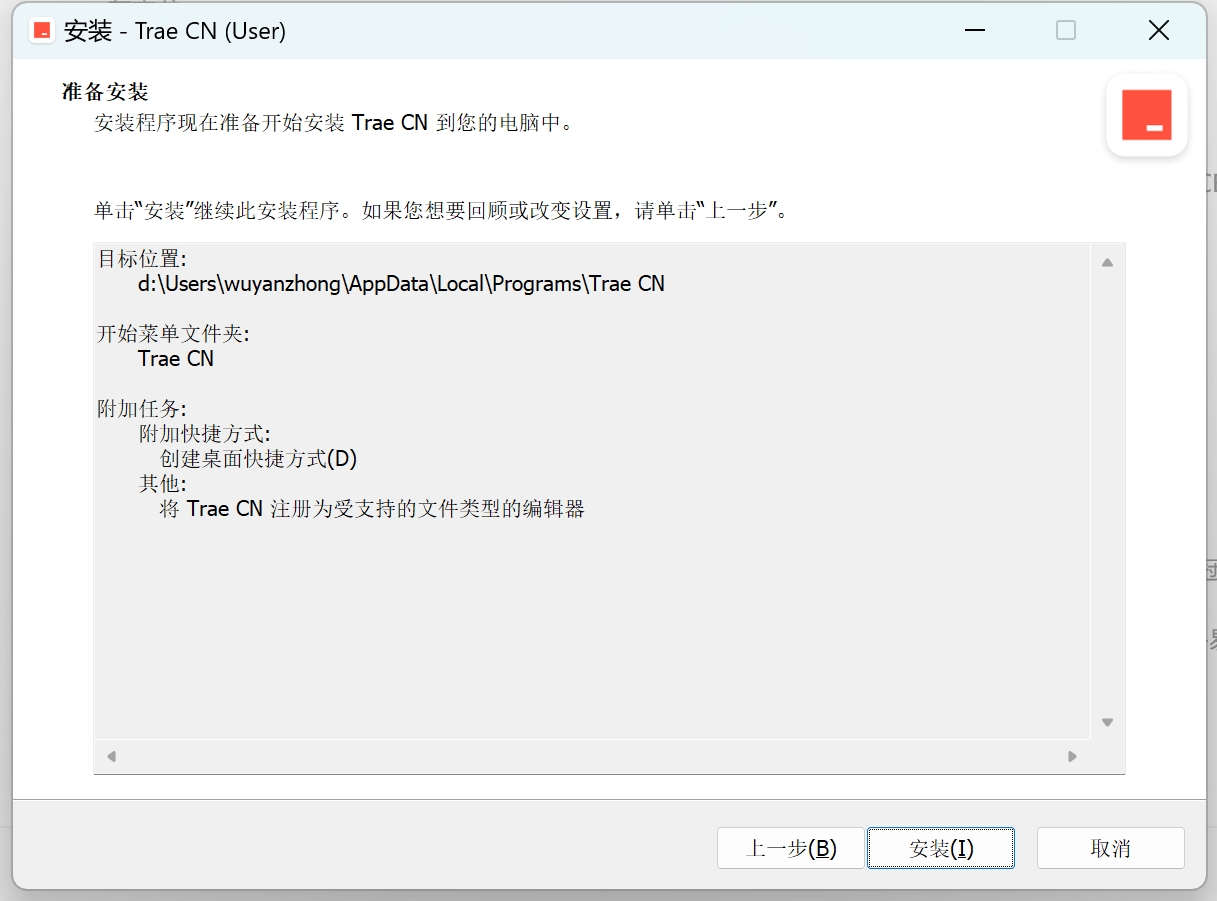 安装 - Trae CN (User)
准备安装
安装程序现在准备开始安装 Trae CN 到您的电脑中。
单击“安装”继续此安装程序。如果您想要回顾或改变设置，请单击“上一步”。
目标位置:
d:\Users\wuyanzhong\AppData\Local\Programs\Trae CN
开始菜单文件夹:
Trae CN
附加任务:
附加快捷方式:
创建桌面快捷方式(D)
其他:
将 Trae CN 注册为受支持的文件类型的编辑器
上一步(B)
安装(I)
取消